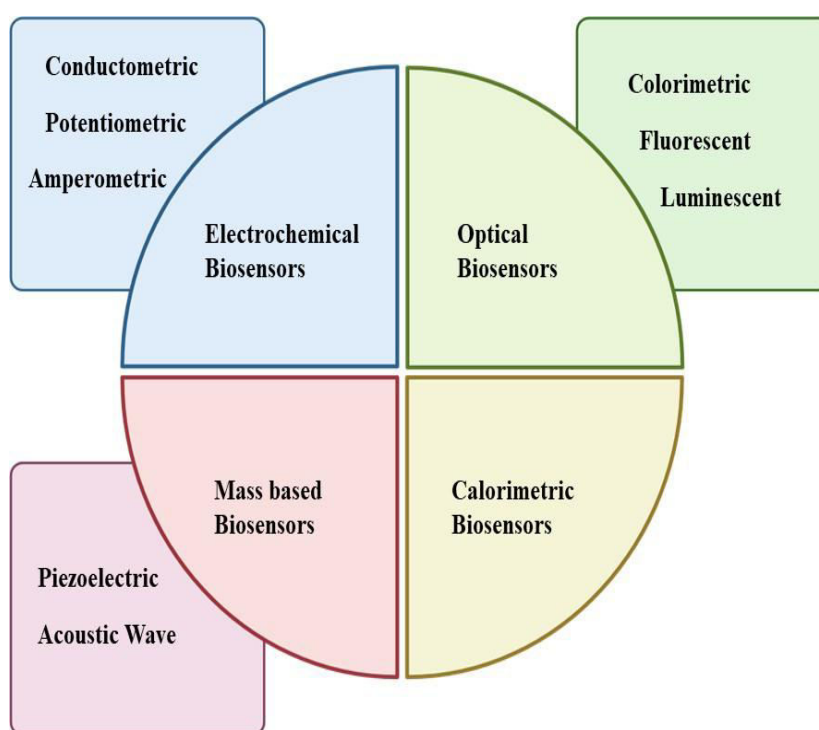 Conductometric
Potentiometric
Amperometric
Electrochemical
Biosensors
Colorimetric
Fluorescent
Luminescent
Optical
Biosensors
Mass based
Biosensors
Piezoelectric
Acoustic Wave
Calorimetric
Biosensors